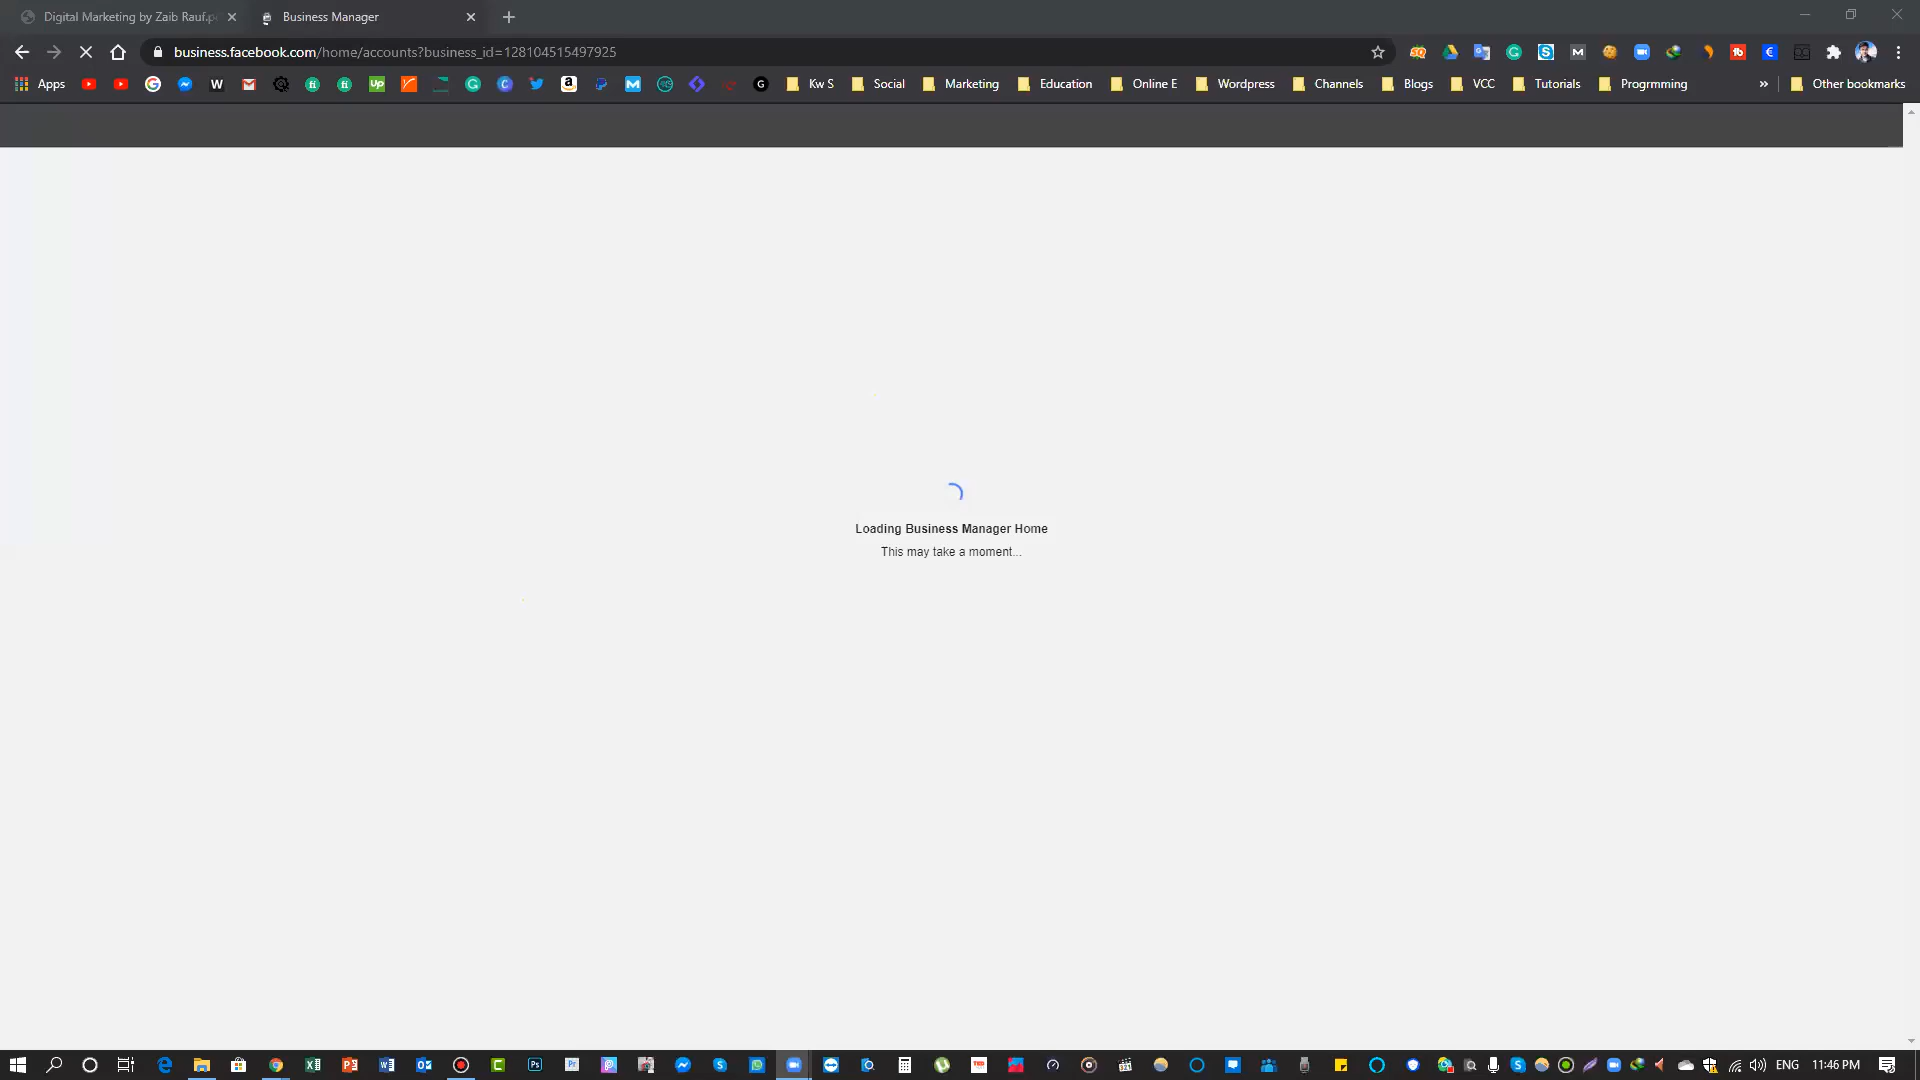 Digital Marketing by Zaib Rauf.p
Business Manager
business.facebook.com/home/accounts?business_id=128104515497925
Apps
Kw S
Social
Marketing
Education
Online E
Wordpress
Channels
Blogs
VCC
Tutorials
Progrmming
»
Other bookmarks
Loading Business Manager Home
This may take a moment...
ENG
11:46 PM